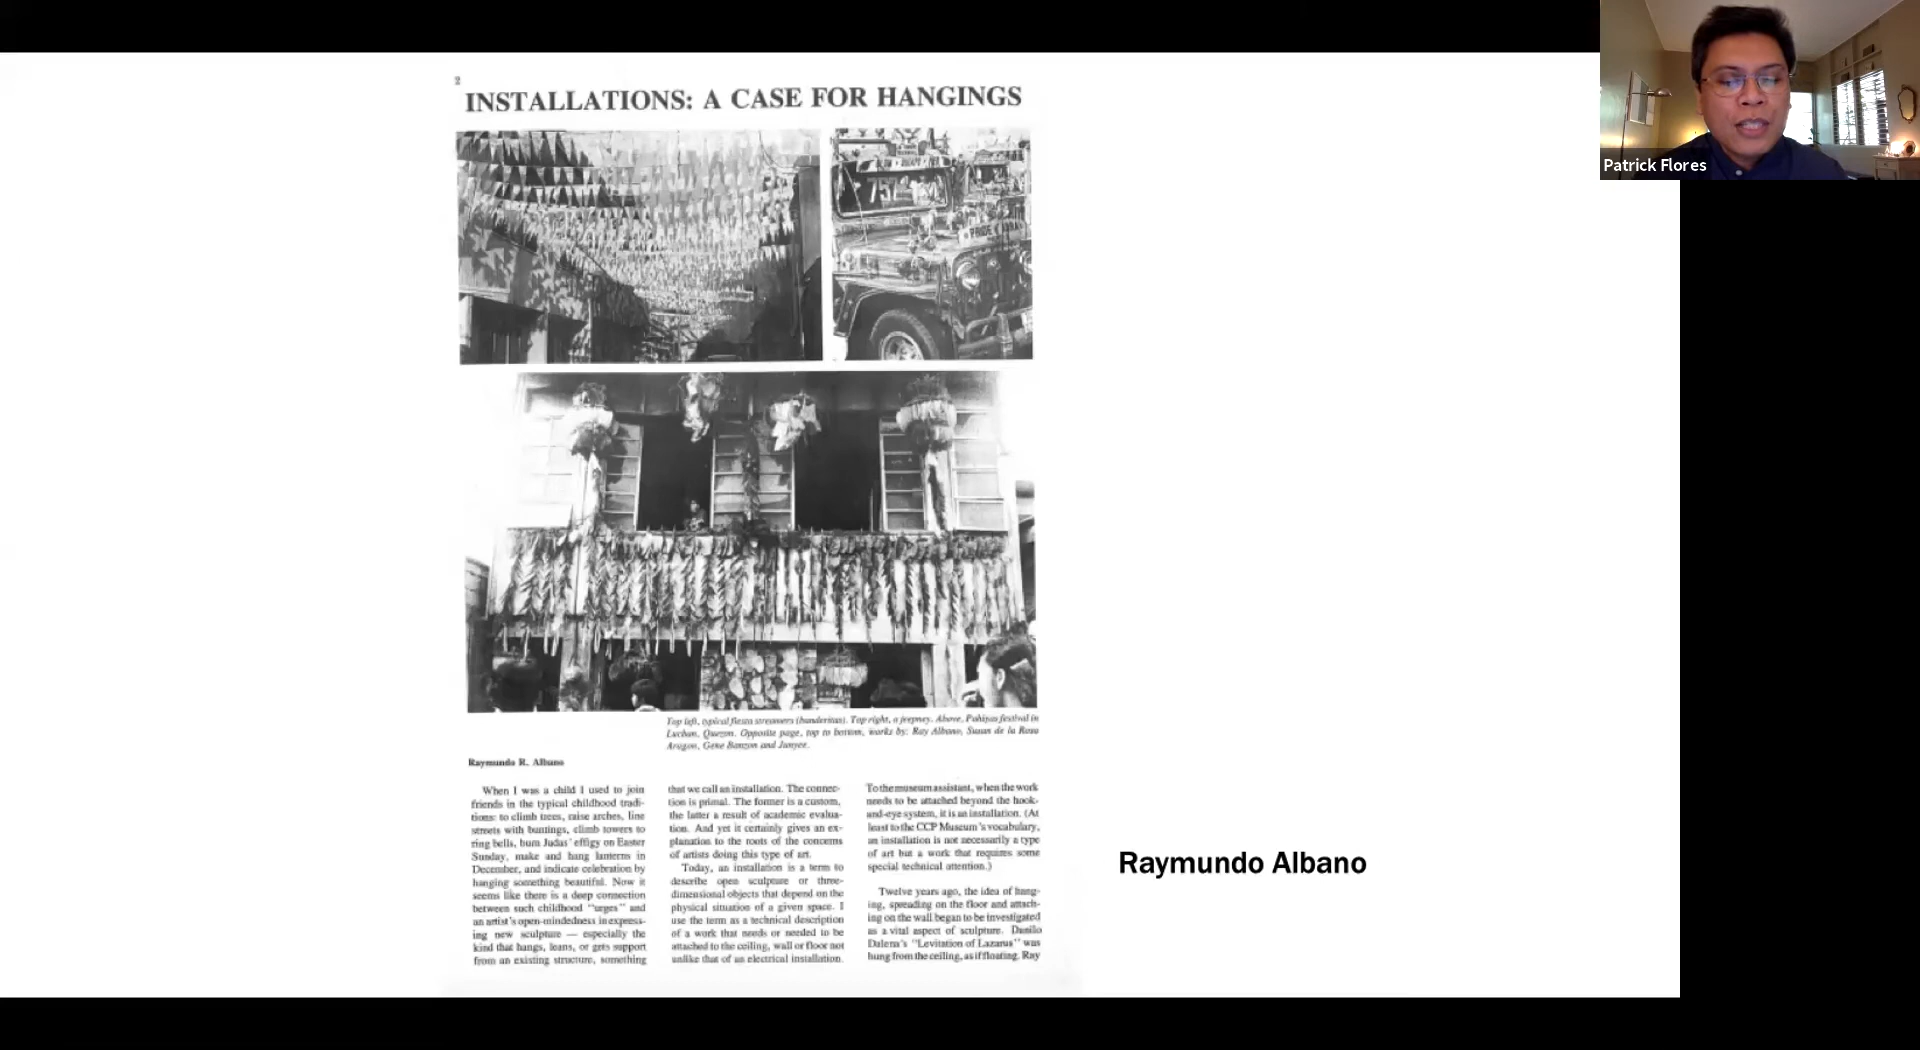 2
INSTALLATIONS: A CASE FOR HANGINGS
752
PRIDE
Top left, typical fiesta streamers (banderitas). Top right, a jeepney. Above, Pahiyas festival in
Lucban, Quezon. Opposite page, top to bottom, works by: Ray Albano, Susan de la Rosa
Aragon, Gene Banzon and Junyee.
Raymundo R. Albano
When I was a child I used to join
friends in the typical childhood tradi-
tions: to climb trees, raise arches, line
streets with buntings, climb towers to
ring bells, burn Judas' effigy on Easter
Sunday, make and hang lanterns in
December, and indicate celebration by
hanging something beautiful. Now it
seems like there is a deep connection
between such childhood "urges" and
an artist's open-mindedness in express-
ing new sculpture — especially the
kind that hangs, leans, or gets support
from an existing structure, something
that we call an installation. The connec-
tion is primal. The former is a custom,
the latter a result of academic evalua-
tion. And yet it certainly gives an ex-
planation to the roots of the concerns
of artists doing this type of art.
Today, an installation is a term to
describe open sculpture or three-
dimensional objects that depend on the
physical situation of a given space. I
use the term as a technical description
of a work that needs or needed to be
attached to the ceiling, wall or floor not
unlike that of an electrical installation.
To the museum assistant, when the work
needs to be attached beyond the hook-
and-eye system, it is an installation. (At
least to the CCP Museum's vocabulary,
an installation is not necessarily a type
of art but a work that requires some
special technical attention.)
Twelve years ago, the idea of hang-
ing, spreading on the floor and attach-
ing on the wall began to be investigated
as a vital aspect of sculpture. Danilo
Dalena's "Levitation of Lazarus" was
hung from the ceiling, as if floating. Ray
Raymundo Albano
Patrick Flores